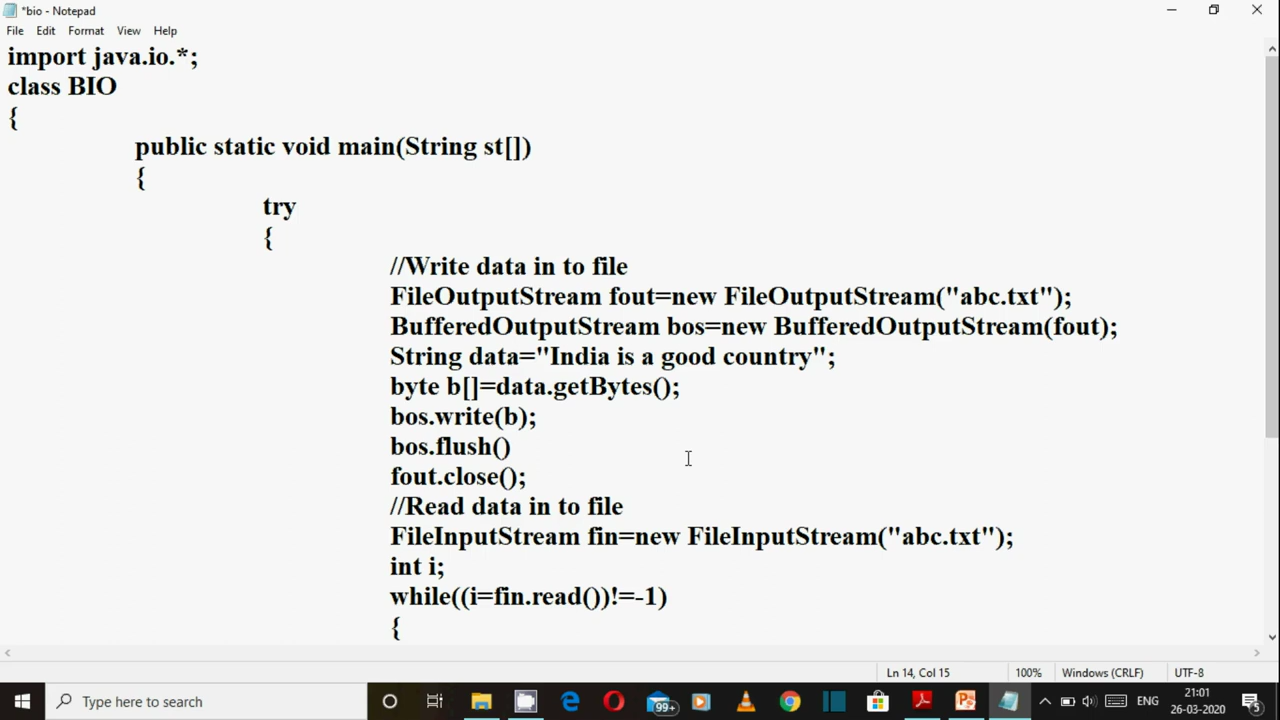 *bio - Notepad
File Edit Format View Help
import java.io.*;
class BIO
{
public static void main(String st[])
{
try
{
//Write data in to file
FileOutputStream fout=new FileOutputStream("abc.txt");
BufferedOutputStream bos=new BufferedOutputStream(fout);
String data="India is a good country";
byte b[]=data.getBytes();
bos.write(b);
bos.flush()
fout.close();
//Read data in to file
FileInputStream fin=new FileInputStream("abc.txt");
int i;
while((i=fin.read())!=-1)
{
Ln 14, Col 15 100% Windows (CRLF) UTF-8
Type here to search 99+ ENG 21:01
26-03-2020 5